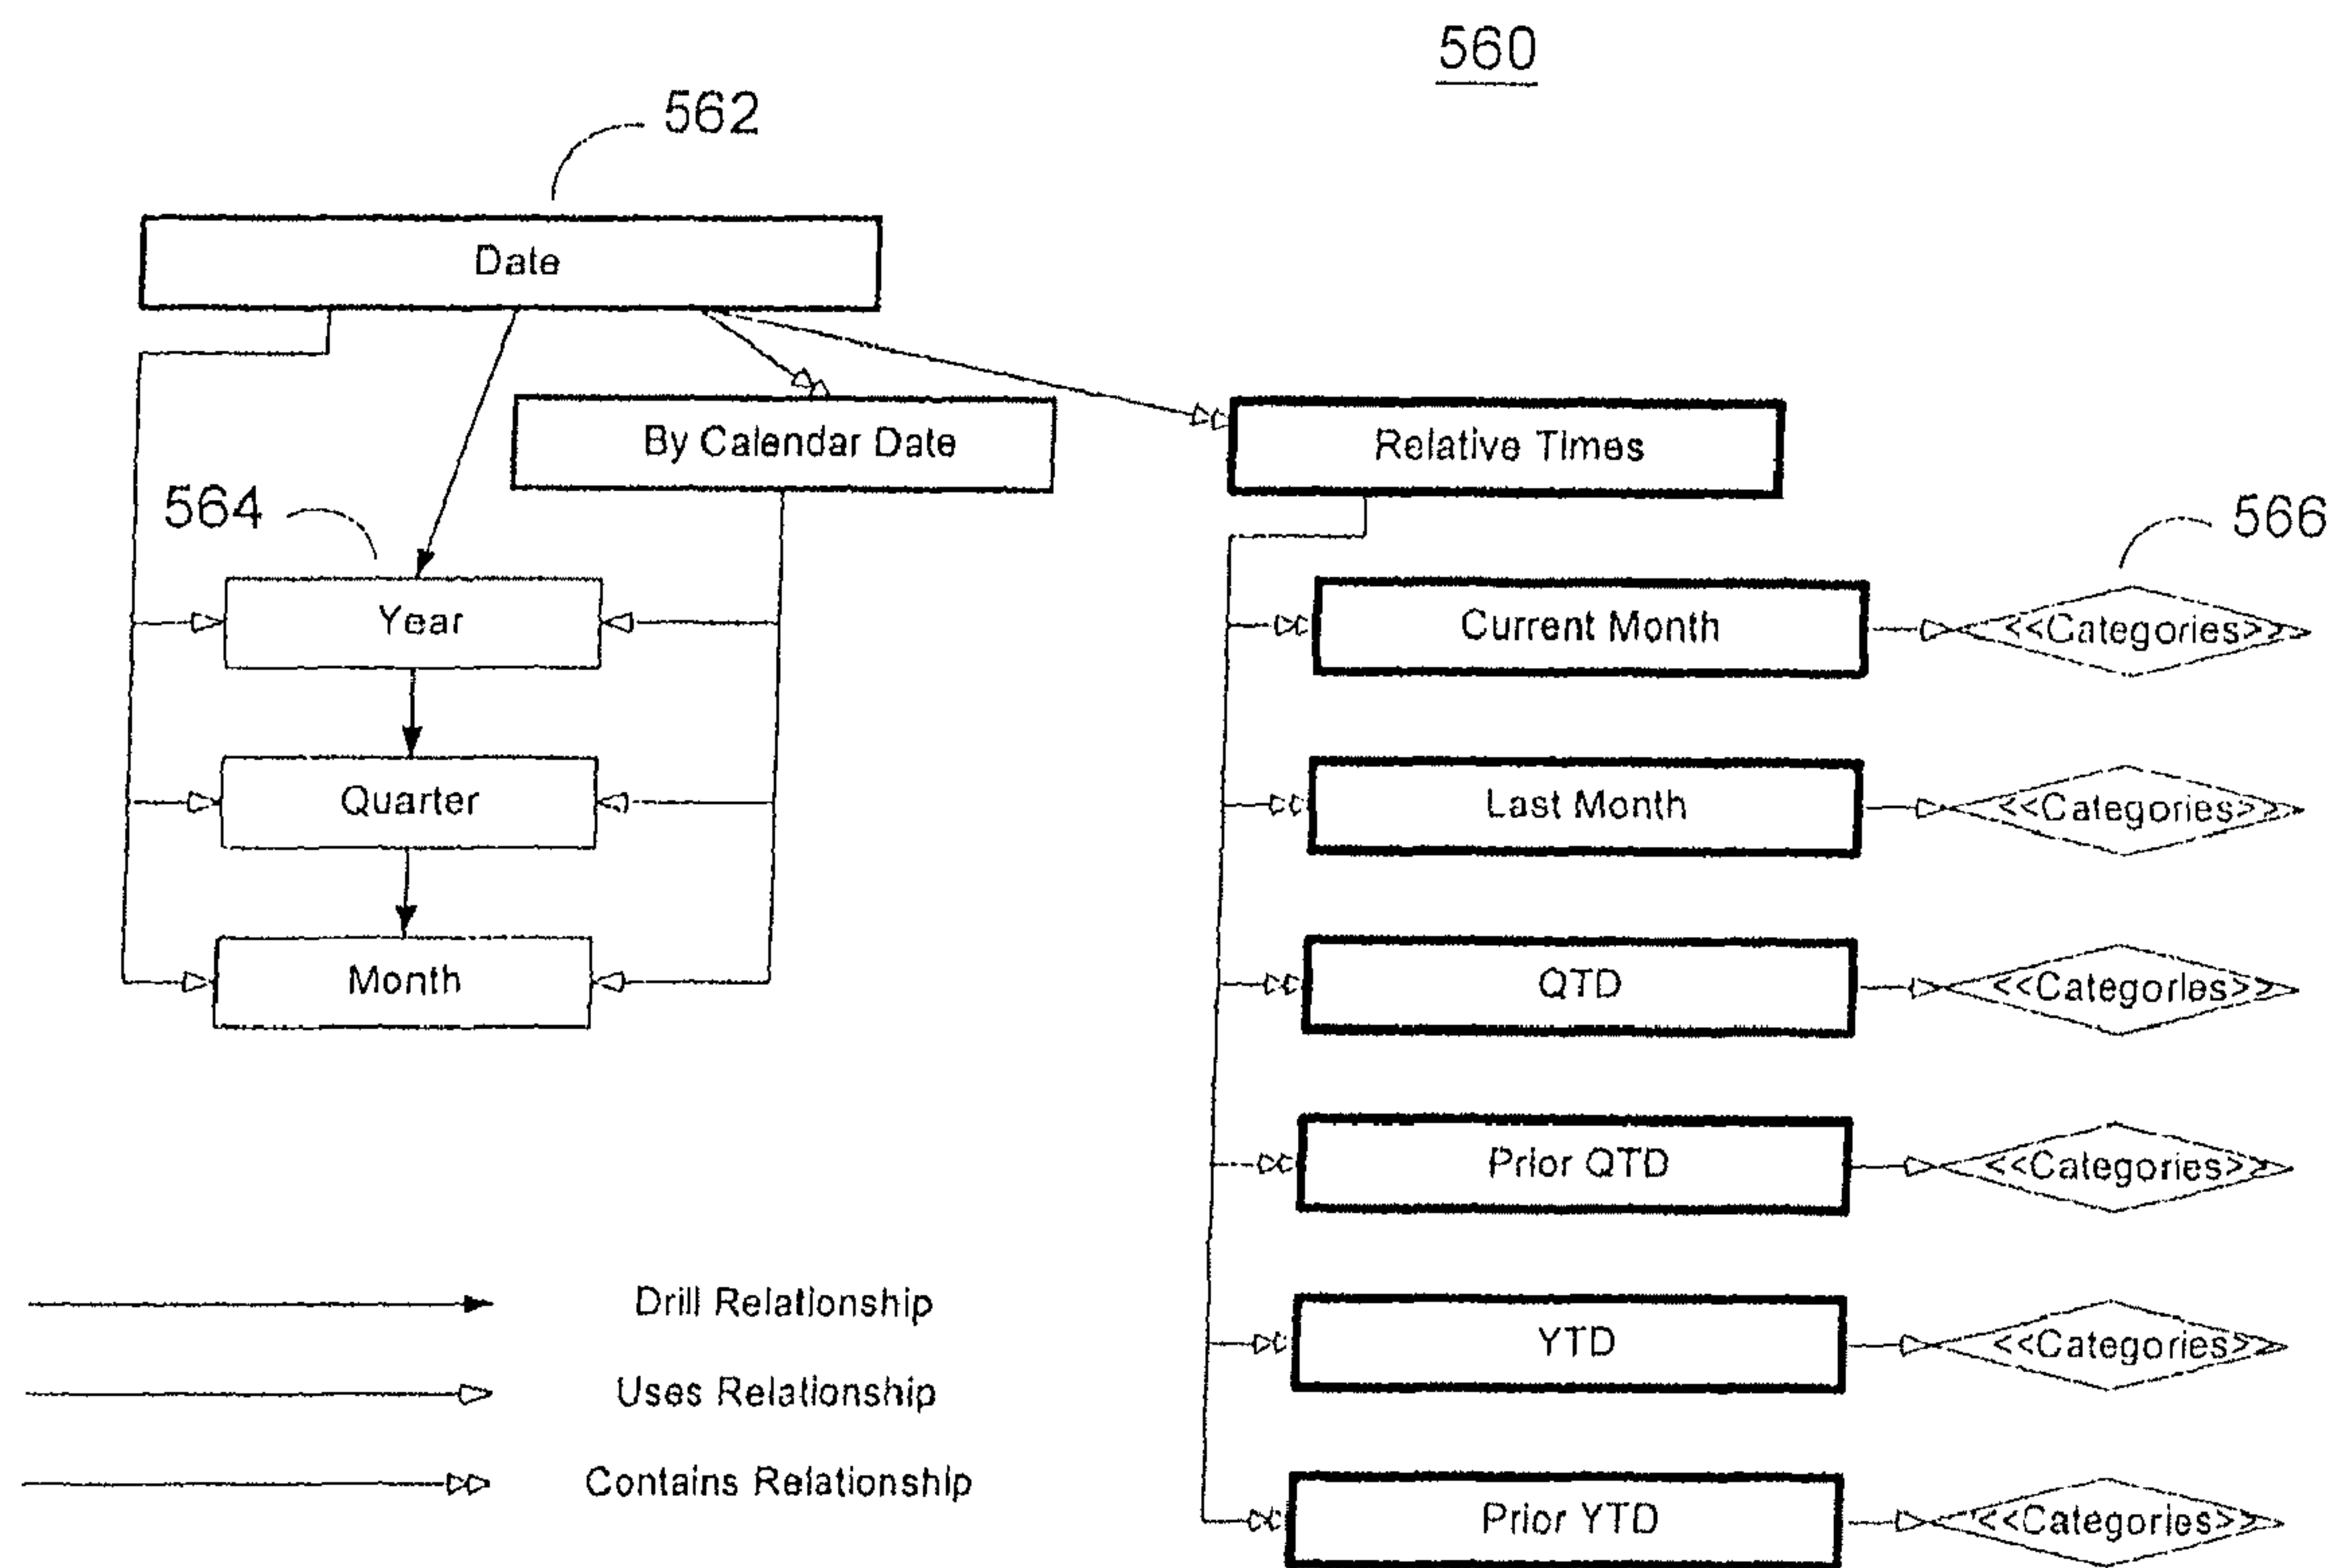 560
562
Date
By Calendar Date
Relative Times
564
566
Year
Current Month
<<Categories>>
Quarter
Last Month
<<Categories>>
Month
QTD
<<Categories>>
Prior QTD
<<Categories>>
Drill Relationship
YTD
<<Categories>>
Uses Relationship
Contains Relationship
Prior YTD
<<Categories>>